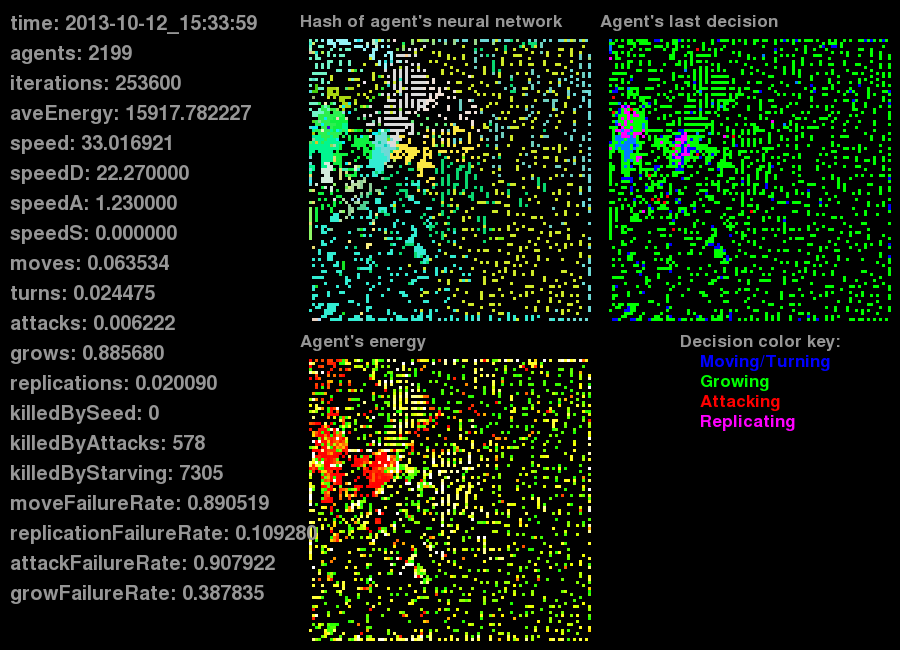 time: 2013-10-12_15:33:59
agents: 2199
iterations: 253600
aveEnergy: 15917.782227
speed: 33.016921
speedD: 22.270000
speedA: 1.230000
speedS: 0.000000
moves: 0.063534
turns: 0.024475
attacks: 0.006222
grows: 0.885680
replications: 0.020090
killedBySeed: 0
killedByAttacks: 578
killedByStarving: 7305
moveFailureRate: 0.890519
replicationFailureRate: 0.109280
attackFailureRate: 0.907922
growFailureRate: 0.387835
Hash of agent's neural network
Agent's last decision
Agent's energy
Decision color key:
Moving/Turning
Growing
Attacking
Replicating